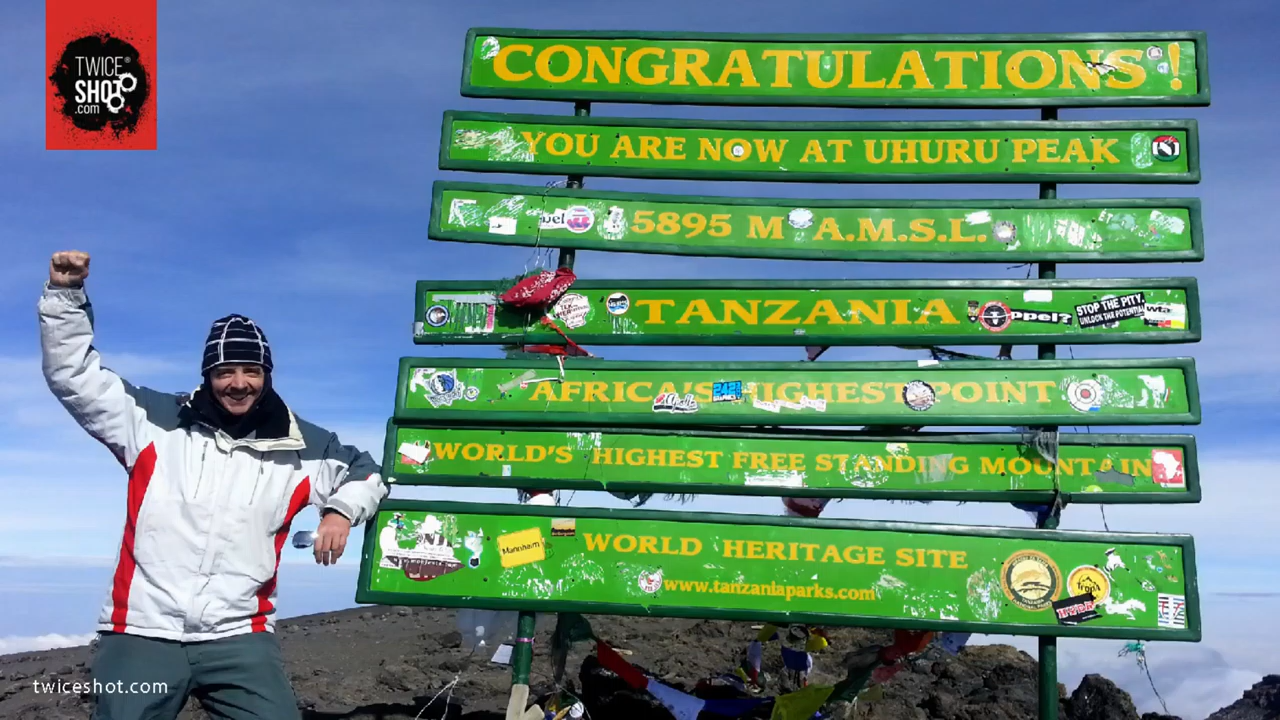 TWICE®
SHOT
.com
CONGRATULATIONS!
YOU ARE NOW AT UHURU PEAK
5895 M A.M.S.L.
TANZANIA
oppel?
STOP THE PITY.
UNLOCK THE POTENTIAL
AFRICA'S HIGHEST POINT
WORLD'S HIGHEST FREE STANDING MOUNTAIN
Mannheim
WORLD HERITAGE SITE
www.tanzaniaparks.com
twiceshot.com